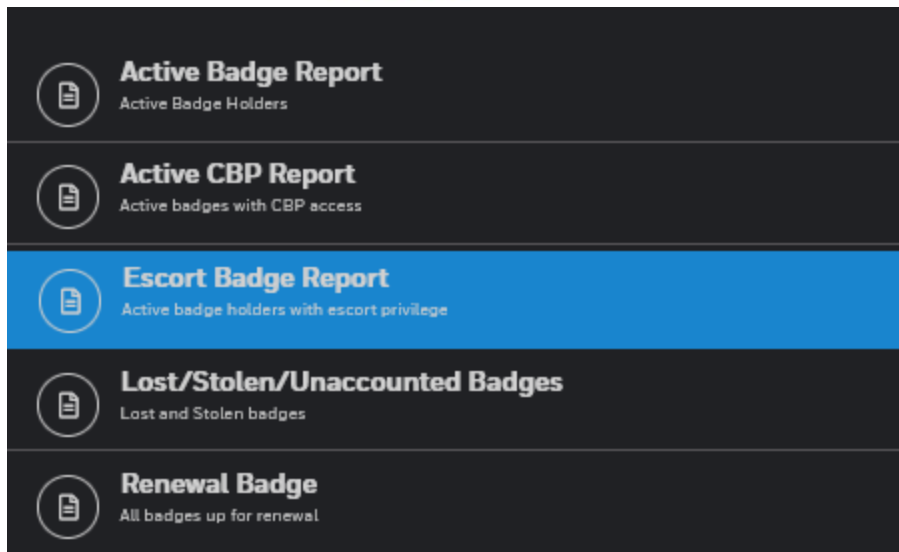 Active Badge Report
Active Badge Holders
Active CBP Report
Active badges with CBP access
Escort Badge Report
Active badge holders with escort privilege
Lost/Stolen/Unaccounted Badges
Lost and Stolen badges
Renewal Badge
All badges up for renewal